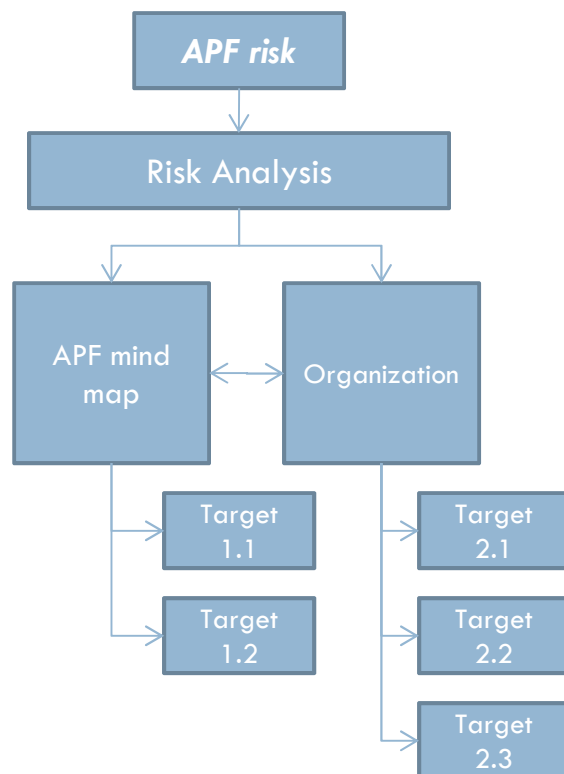 APF risk
Risk Analysis
APF mind
map
Organization
Target
1.1
Target
2.1
Target
1.2
Target
2.2
Target
2.3